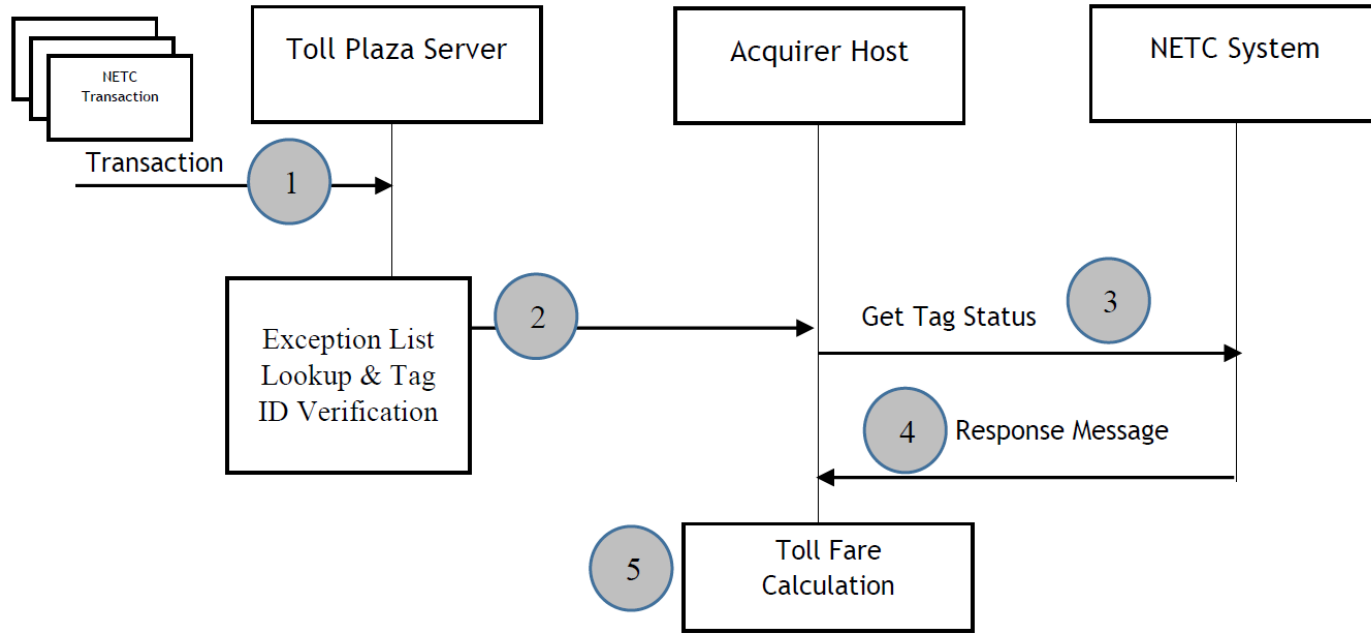 NETC
Transaction
Toll Plaza Server
Acquirer Host
NETC System
Transaction
1
Exception List
Lookup & Tag
ID Verification
2
Get Tag Status
3
4
Response Message
5
Toll Fare
Calculation